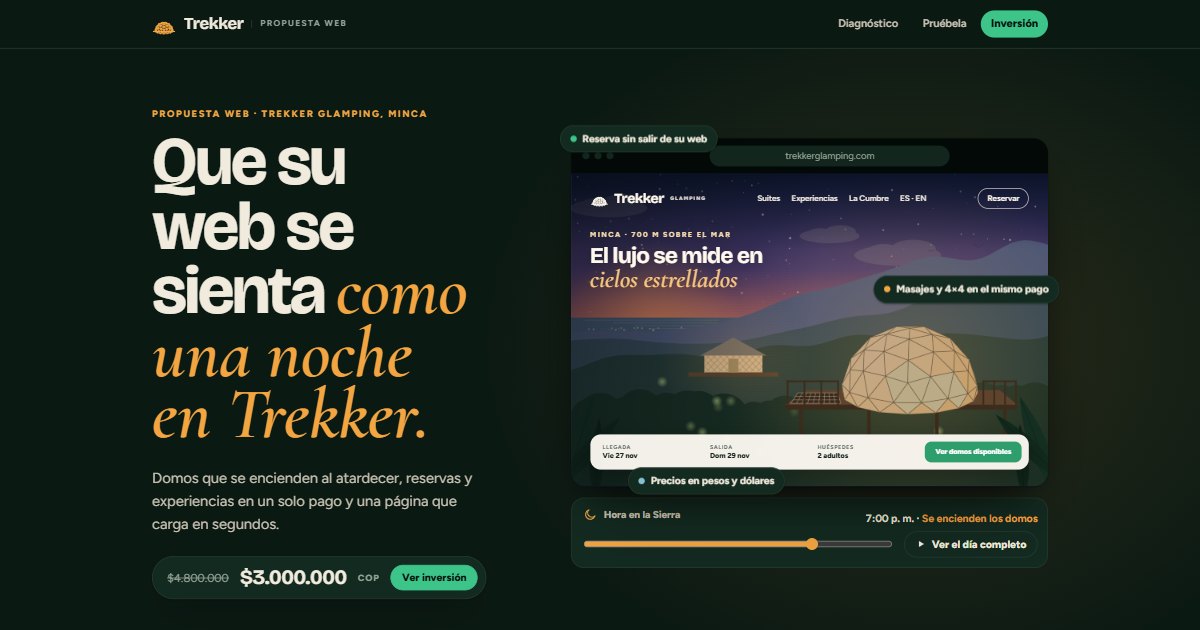 Trekker
PROPUESTA WEB
Diagnóstico
Pruébela
Inversión
PROPUESTA WEB · TREKKER GLAMPING, MINCA
Que su
web se
sienta como
una noche
en Trekker.
Domos que se encienden al atardecer, reservas y
experiencias en un solo pago y una página que
carga en segundos.
$4.800.000 $3.000.000 COP Ver inversión
Reserva sin salir de su web
trekkerglamping.com
Trekker GLAMPING
Suites Experiencias La Cumbre ES · EN Reservar
MINCA · 700 M SOBRE EL MAR
El lujo se mide en
cielos estrellados
Masajes y 4×4 en el mismo pago
LLEGADA
Vie 27 nov
SALIDA
Dom 29 nov
HUÉSPEDES
2 adultos
Ver domos disponibles
Precios en pesos y dólares
Hora en la Sierra
7:00 p. m. · Se encienden los domos
Ver el día completo